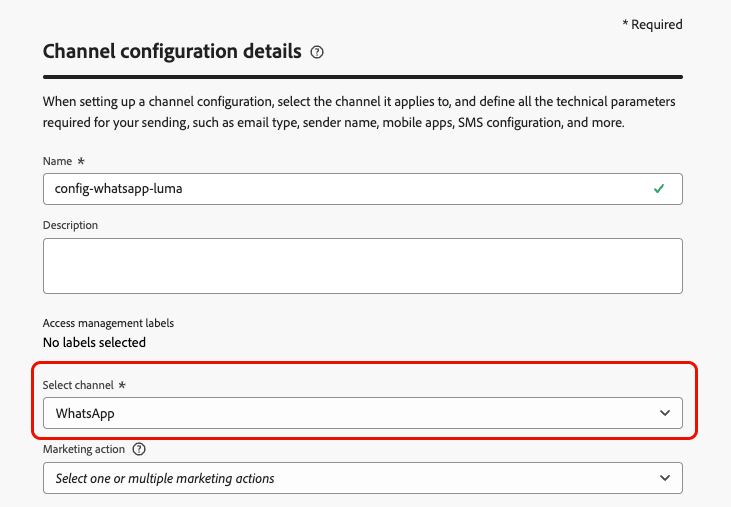 * Required
Channel configuration details
When setting up a channel configuration, select the channel it applies to, and define all the technical parameters
required for your sending, such as email type, sender name, mobile apps, SMS configuration, and more.
Name *
config-whatsapp-luma
Description
Access management labels
No labels selected
Select channel *
WhatsApp
Marketing action
Select one or multiple marketing actions